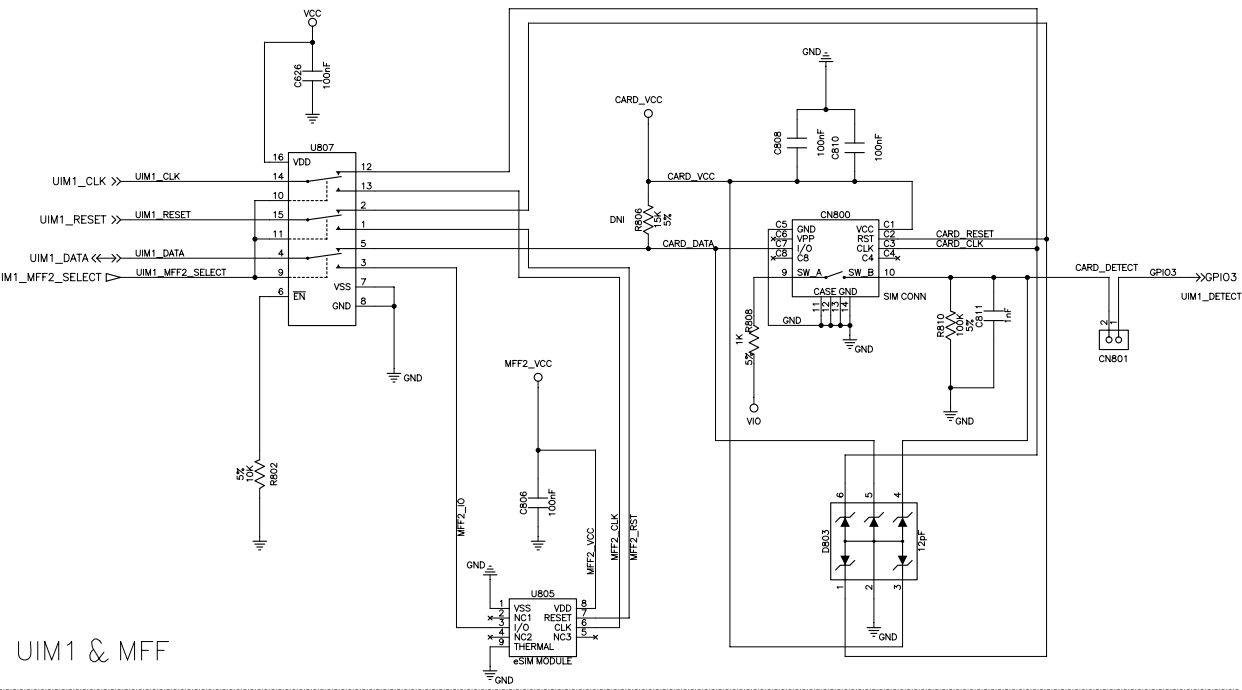 VCC
C626
100nF
U807
16 VDD
12
UIM1_CLK
UIM1_CLK
14
13
10
2
UIM1_RESET
UIM1_RESET
15
1
11
5
UIM1_DATA
UIM1_DATA
4
3
IM1_MFF2_SELECT
UIM1_MFF2_SELECT
9
VSS 7
6 EN
GND 8
GND
5%
10K
R802
CARD_VCC
CARD_VCC
DNI
R806
15K
5%
CARD_DATA
GND
C808
100nF
C810
100nF
CN800
C5 GND
VCC C1
C6 VPP
RST C2
CARD_RESET
C7 I/O
CLK C3
CARD_CLK
C8 C8
C4 C4
9 SW_A
SW_B 10
CASE GND
11
12
13
14
SIM CONN
GND
GND
R808
1K
5%
VIO
R810
100K
5%
C811
1nF
GND
CARD_DETECT
GPIO3
GPIO3
UIM1_DETECT
2
1
CN801
MFF2_VCC
C806
100nF
MFF2_IO
MFF2_VCC
MFF2_CLK
MFF2_RST
GND
U805
1 VSS
VDD 8
2 NC1
RESET 7
3 I/O
CLK 6
4 NC2
NC3 5
9 THERMAL
eSIM MODULE
GND
6
5
4
D803
12pF
1
2
3
GND
UIM1 & MFF